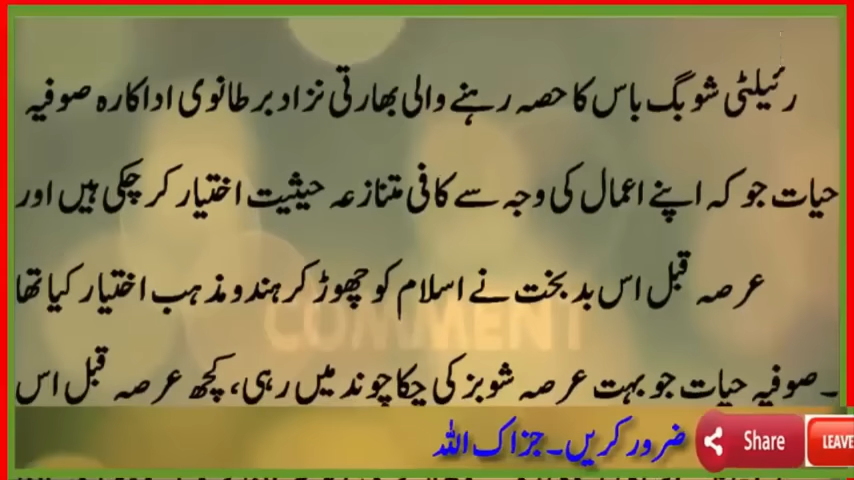 رئیلٹی شو بگ باس کا حصہ رہنے والی بھارتی نژاد برطانوی اداکارہ صوفیہ
حیات جو کہ اپنے اعمال کی وجہ سے کافی متنازعہ حیثیت اختیار کر چکی ہیں اور
عرصہ قبل اس بدبخت نے اسلام کو چھوڑ کر ہندو مذہب اختیار کیا تھا
COMMENT
۔ صوفیہ حیات جو بہت عرصہ شوبز کی چکا چوند میں رہی، کچھ عرصہ قبل اس
ضرور کریں۔ جزاک اللہ Share LEAVE